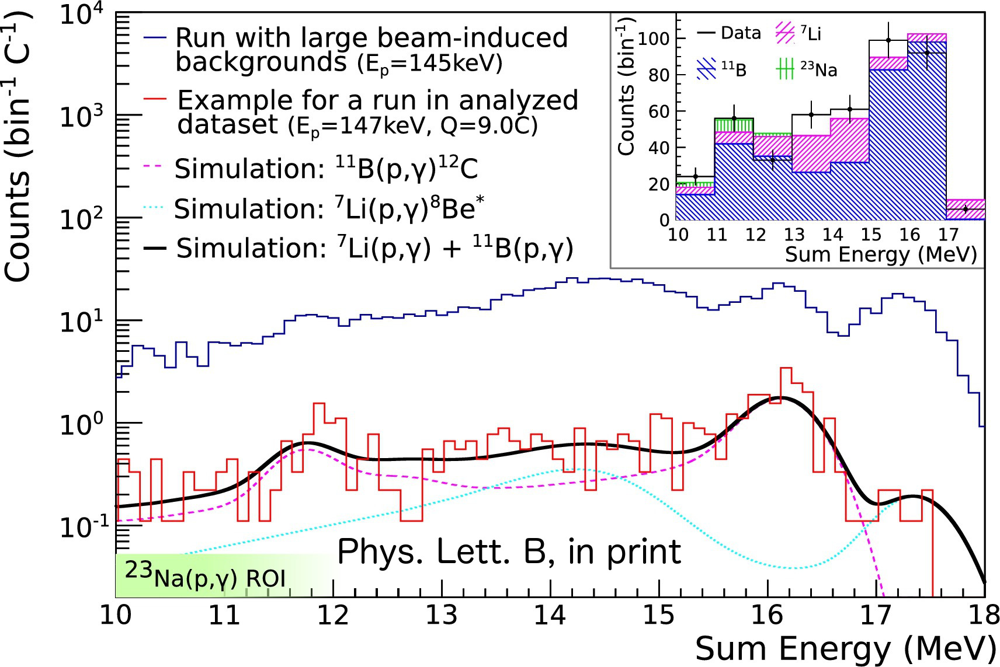 10⁴
10³
10²
10¹
10⁰
10⁻¹
Counts (bin⁻¹ C⁻¹)
Run with large beam-induced
backgrounds (Eₚ=145keV)
Example for a run in analyzed
dataset (Eₚ=147keV, Q=9.0C)
Simulation: ¹¹B(p,γ)¹²C
Simulation: ⁷Li(p,γ)⁸Be*
Simulation: ⁷Li(p,γ) + ¹¹B(p,γ)
Counts (bin⁻¹)
100
80
60
40
20
0
Data
⁷Li
¹¹B
²³Na
10 11 12 13 14 15 16 17
Sum Energy (MeV)
Phys. Lett. B, in print
²³Na(p,γ) ROI
10 11 12 13 14 15 16 17 18
Sum Energy (MeV)